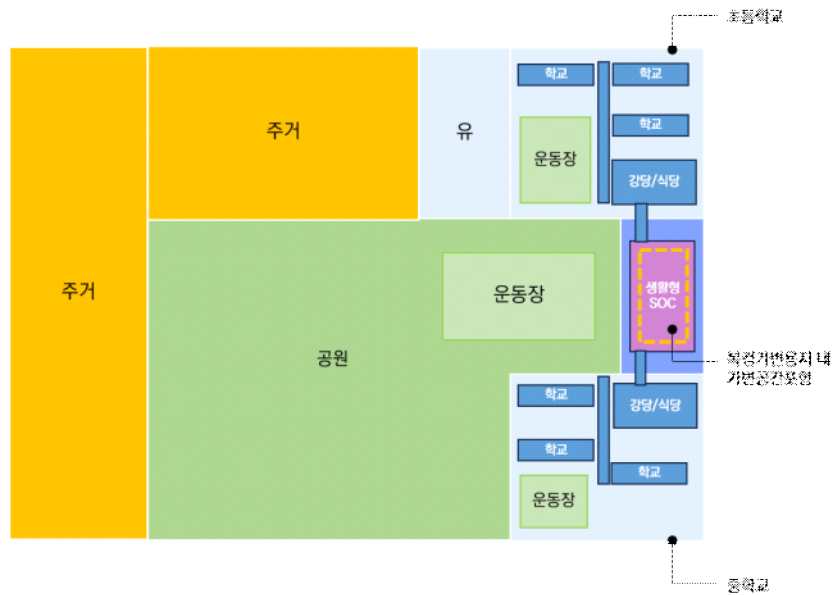 초등학교
학교
학교
주거
유
학교
운동장
강당/식당
주거
운동장
생활형
SOC
공원
복합가변용지 내
가변공간포함
학교
강당/식당
학교
학교
운동장
중학교